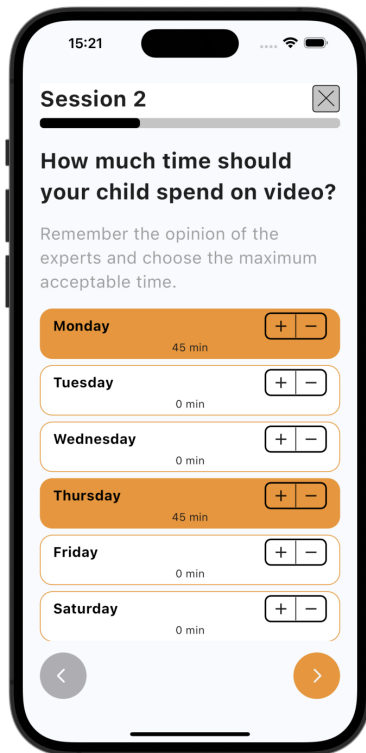 15:21
Session 2
How much time should
your child spend on video?
Remember the opinion of the
experts and choose the maximum
acceptable time.
Monday
+ −
45 min
Tuesday
+ −
0 min
Wednesday
+ −
0 min
Thursday
+ −
45 min
Friday
+ −
0 min
Saturday
+ −
0 min